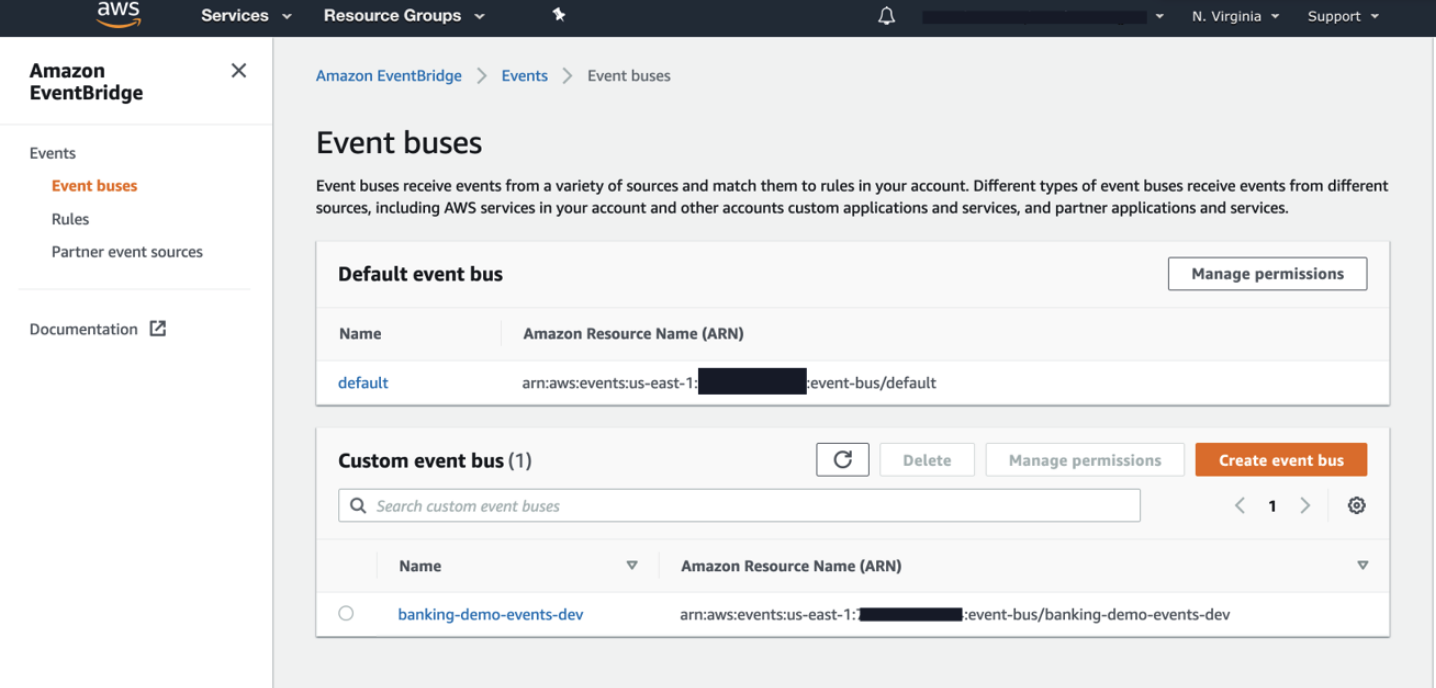 aws
Services
Resource Groups
N. Virginia
Support
Amazon
EventBridge
Events
Event buses
Rules
Partner event sources
Documentation
Amazon EventBridge > Events > Event buses
Event buses
Event buses receive events from a variety of sources and match them to rules in your account. Different types of event buses receive events from different
sources, including AWS services in your account and other accounts custom applications and services, and partner applications and services.
Default event bus
Manage permissions
Name
Amazon Resource Name (ARN)
default
arn:aws:events:us-east-1: :event-bus/default
Custom event bus (1)
Delete
Manage permissions
Create event bus
Search custom event buses
1
Name
Amazon Resource Name (ARN)
banking-demo-events-dev
arn:aws:events:us-east-1: :event-bus/banking-demo-events-dev